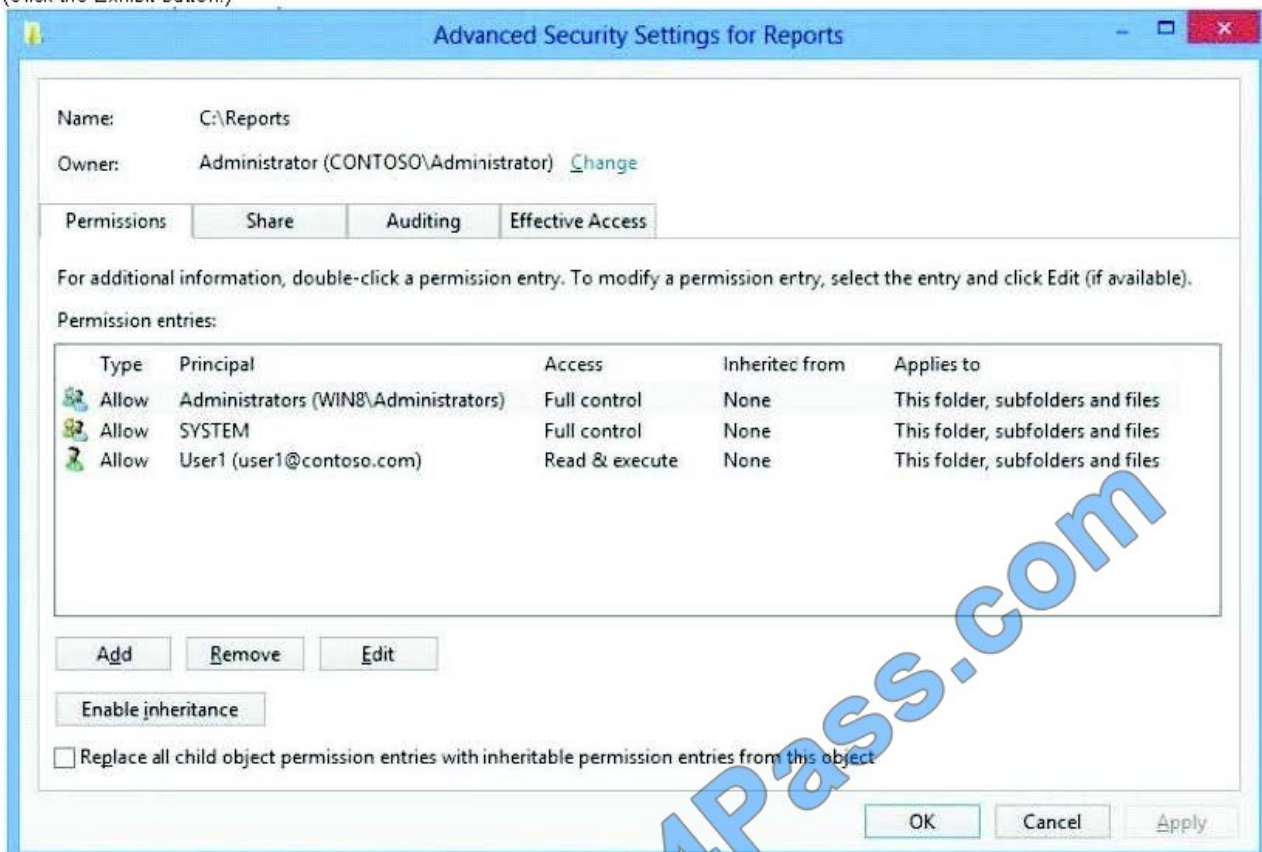 (Click the Exhibit button.)
Advanced Security Settings for Reports
Name: C:\Reports
Owner: Administrator (CONTOSO\Administrator) Change
Permissions Share Auditing Effective Access
For additional information, double-click a permission entry. To modify a permission ertry, select the entry and click Edit (if available).
Permission entries:
Type Principal Access Inherited from Applies to
Allow Administrators (WIN8\Administrators) Full control None This folder, subfolders and files
Allow SYSTEM Full control None This folder, subfolders and files
Allow User1 (user1@contoso.com) Read & execute None This folder, subfolders and files
Add Remove Edit
Enable inheritance
Replace all child object permission entries with inheritable permission entries from this object
OK Cancel Apply
4Pass.com